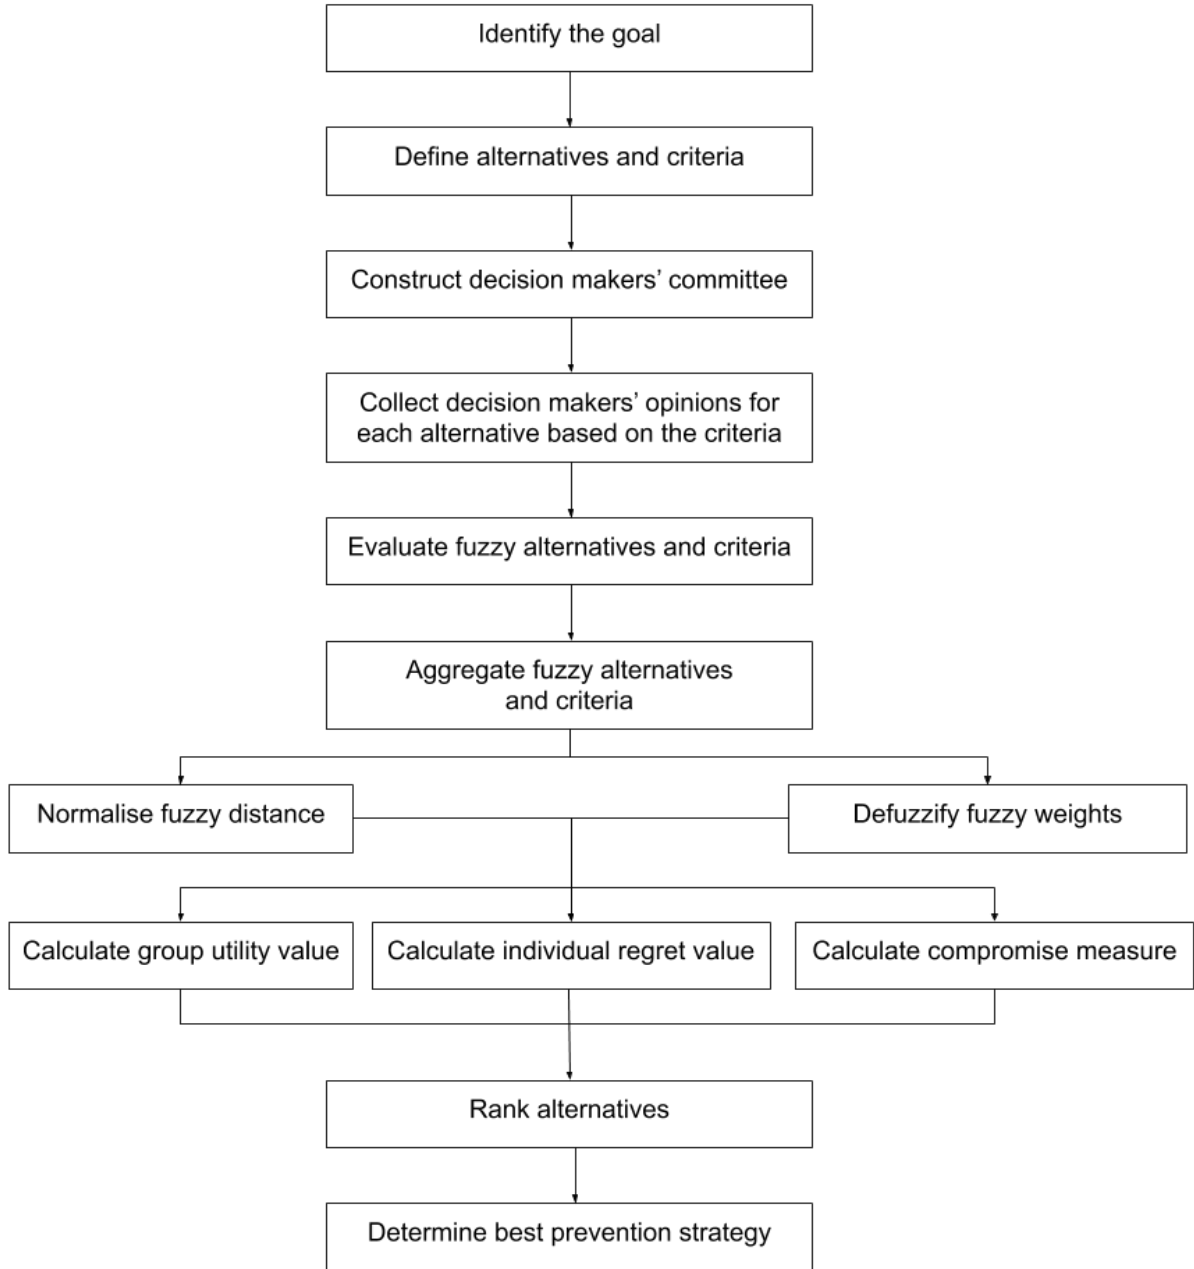 Identify the goal
Define alternatives and criteria
Construct decision makers’ committee
Collect decision makers’ opinions for
each alternative based on the criteria
Evaluate fuzzy alternatives and criteria
Aggregate fuzzy alternatives
and criteria
Normalise fuzzy distance
Defuzzify fuzzy weights
Calculate group utility value
Calculate individual regret value
Calculate compromise measure
Rank alternatives
Determine best prevention strategy